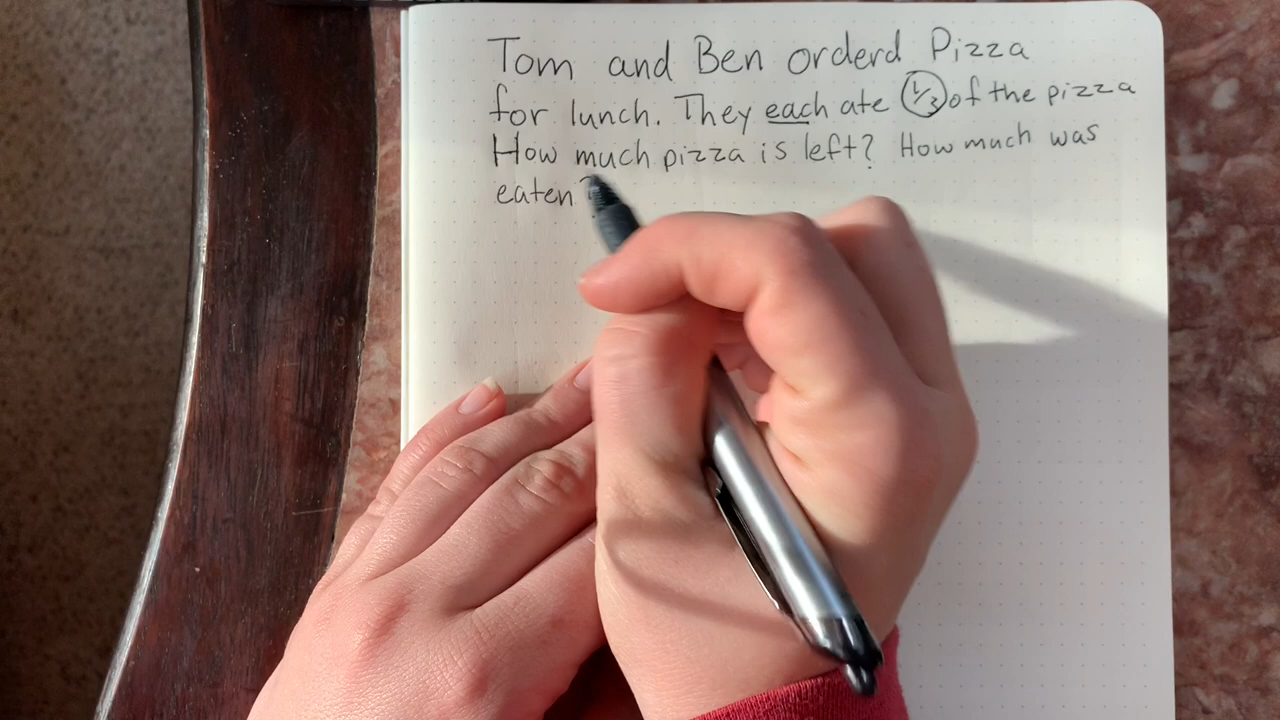 Tom and Ben orderd Pizza
for lunch. They each ate 1/3 of the pizza
How much pizza is left? How much was
eaten?